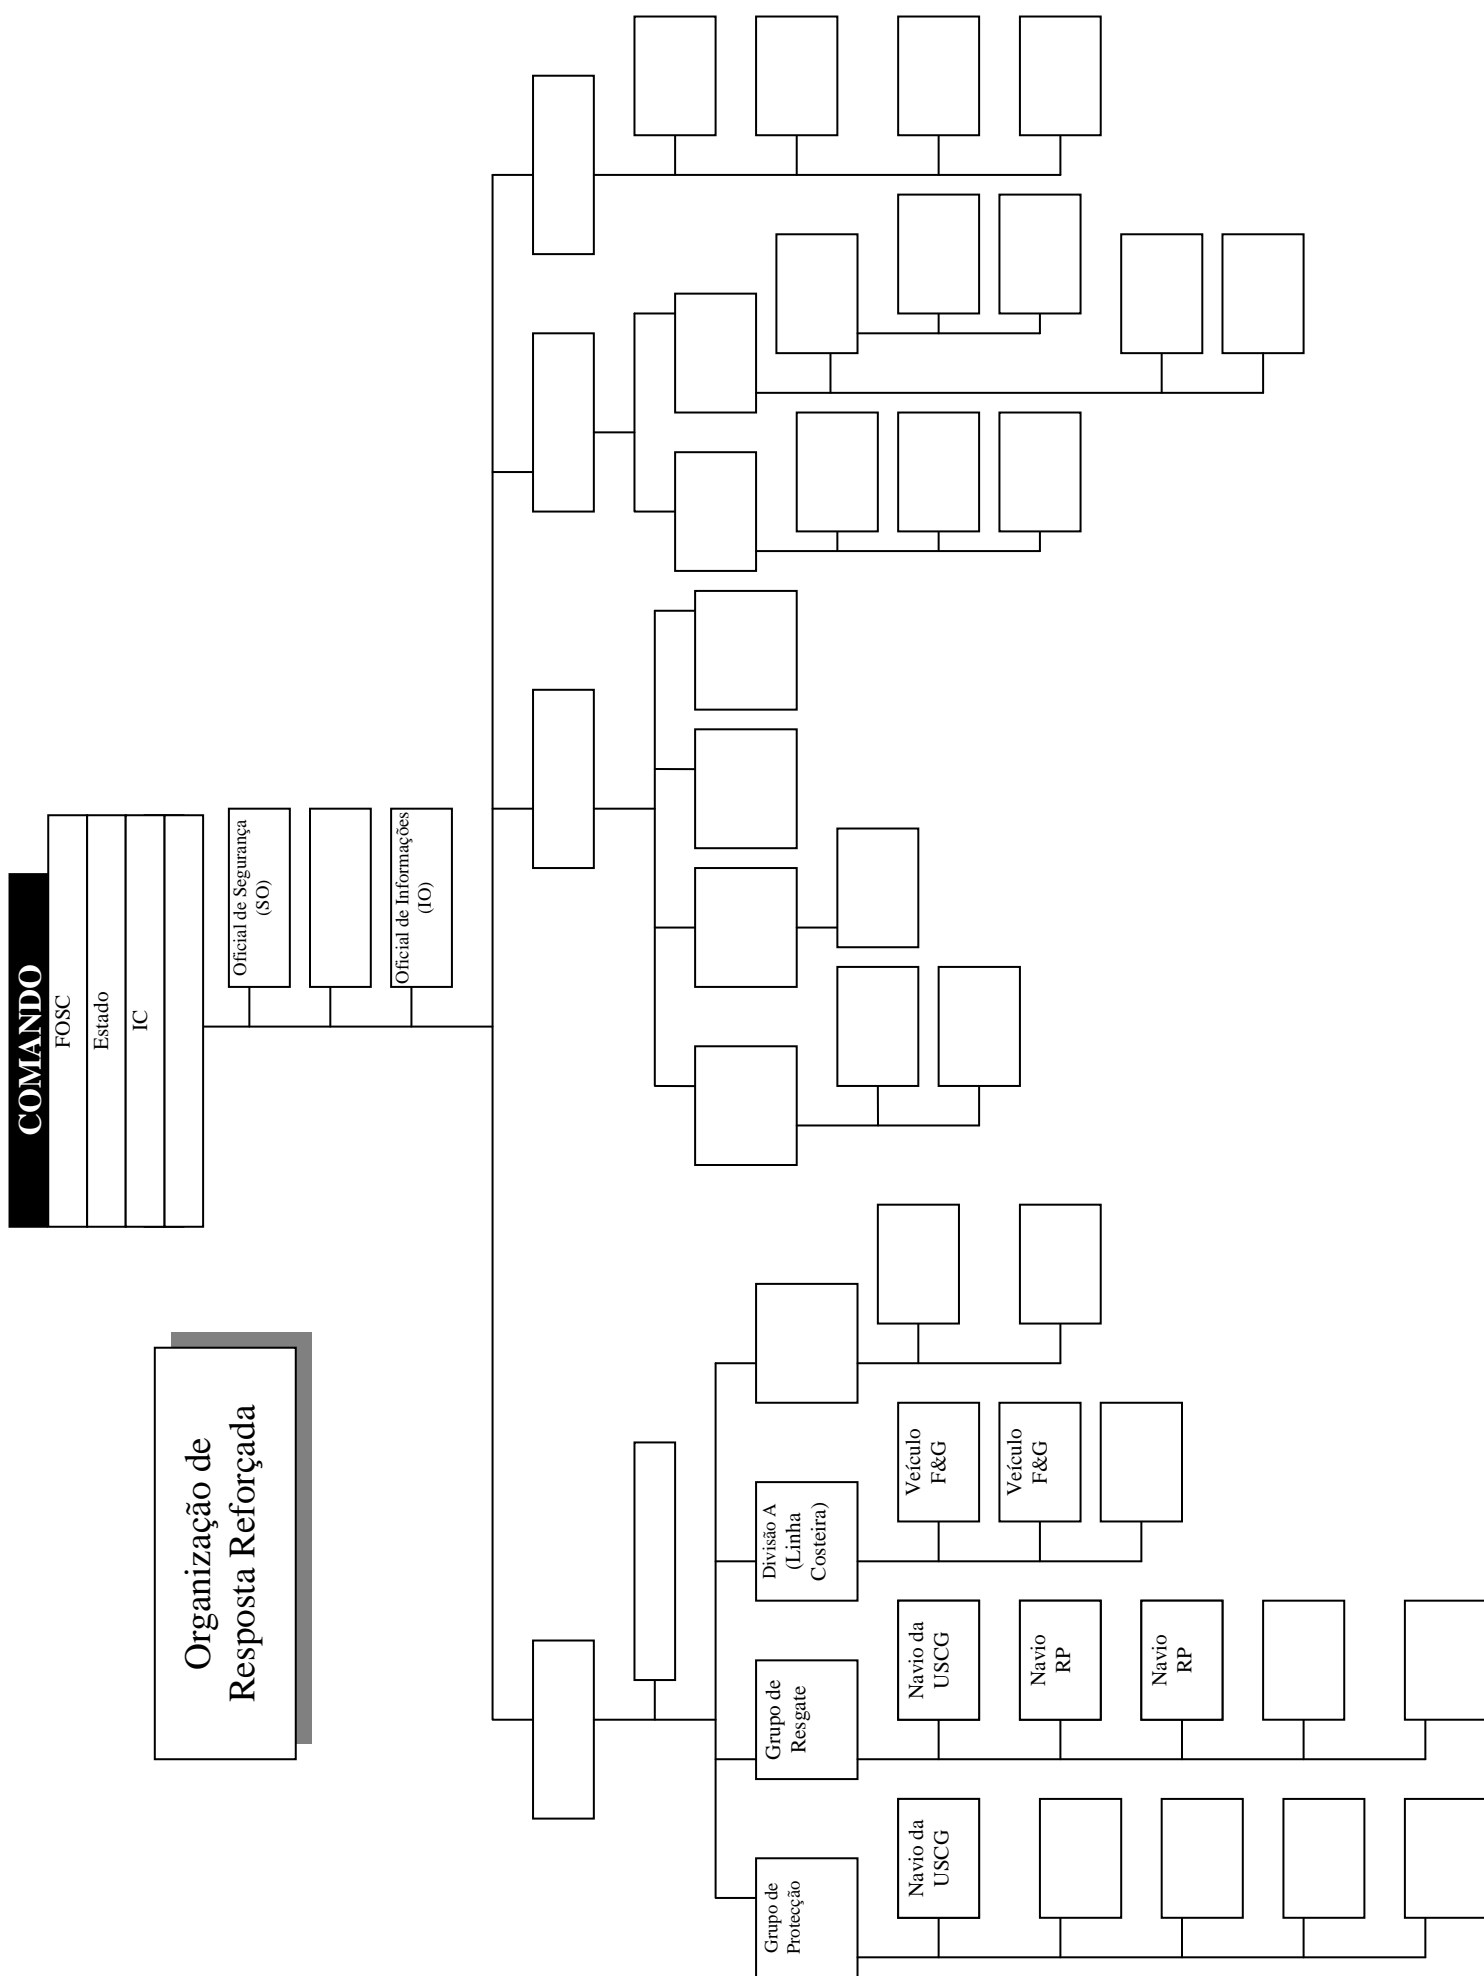 Organização de
Resposta Reforçada
COMANDO
FOSC
Estado
IC
Oficial de Segurança
(SO)
Oficial de Informações
(IO)
Grupo de
Protecção
Grupo de
Resgate
Divisão A
(Linha
Costeira)
Navio da
USCG
Navio da
USCG
Navio
RP
Navio
RP
Veículo
F&G
Veículo
F&G